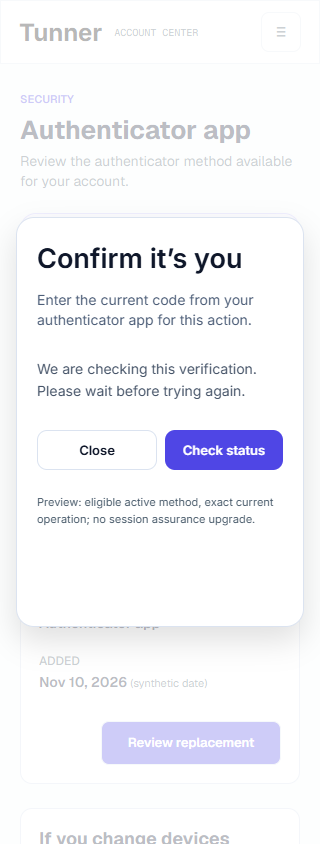 Tunner ACCOUNT CENTER
SECURITY
Authenticator app
Review the authenticator method available
for your account.
Confirm it’s you
Enter the current code from your
authenticator app for this action.
We are checking this verification.
Please wait before trying again.
Close
Check status
Preview: eligible active method, exact current
operation; no session assurance upgrade.
Authenticator app
ADDED
Nov 10, 2026 (synthetic date)
Review replacement
If you change devices